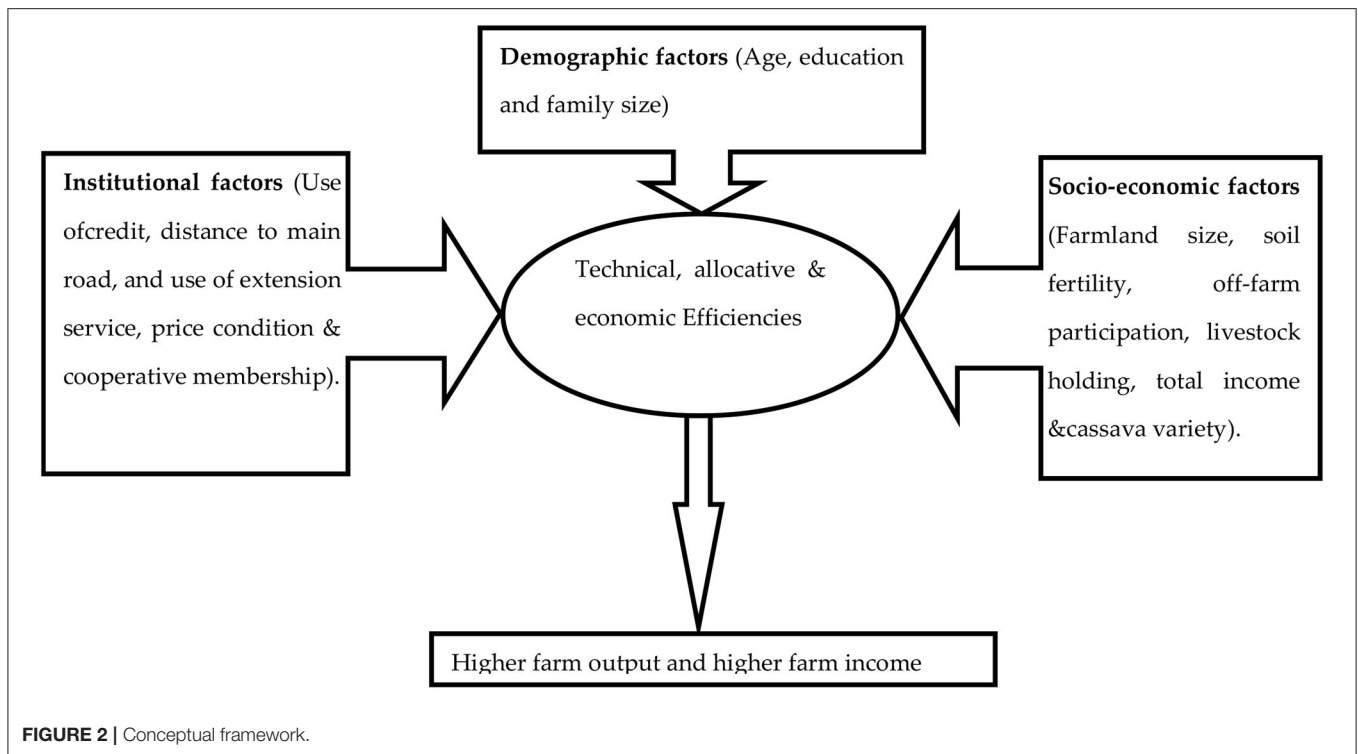 Demographic factors (Age, education
and family size)
Institutional factors (Use
ofcredit, distance to main
road, and use of extension
service, price condition &
cooperative membership).
Technical, allocative &
economic Efficiencies
Socio-economic factors
(Farmland size, soil
fertility, off-farm
participation, livestock
holding, total income
&cassava variety).
Higher farm output and higher farm income
FIGURE 2 | Conceptual framework.